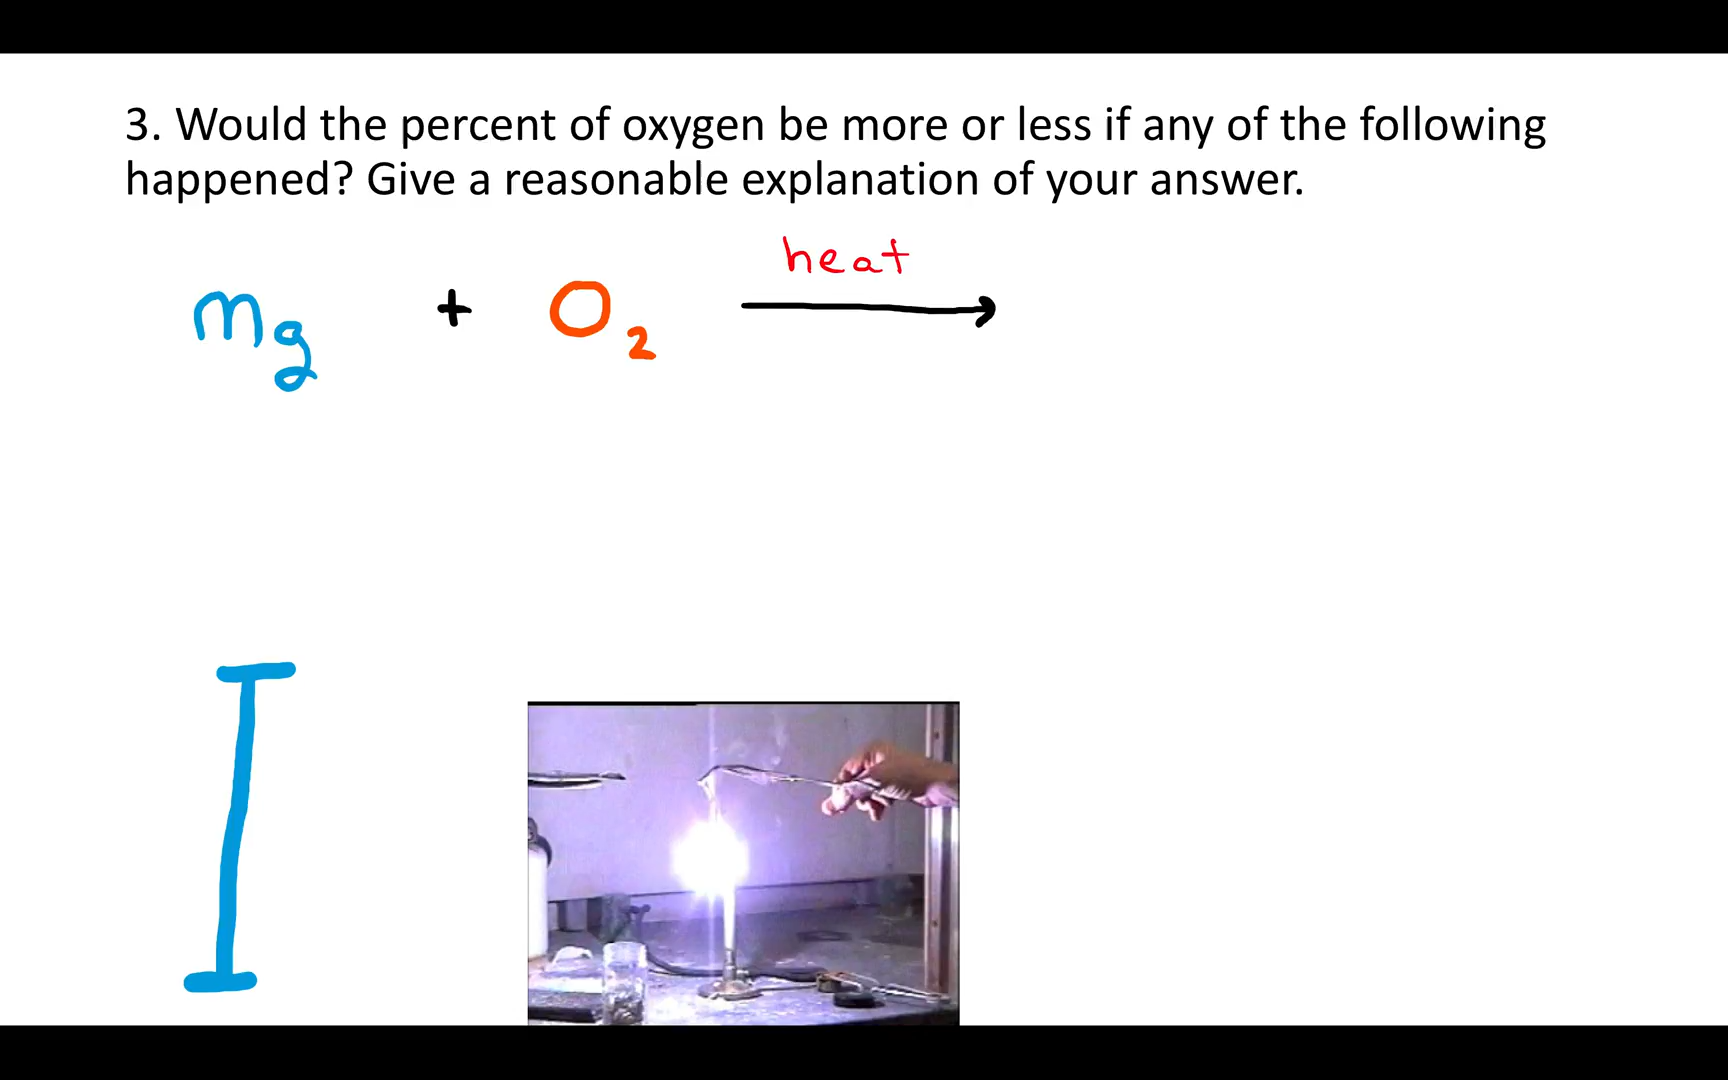 3. Would the percent of oxygen be more or less if any of the following
happened? Give a reasonable explanation of your answer.
heat
Mg + O2